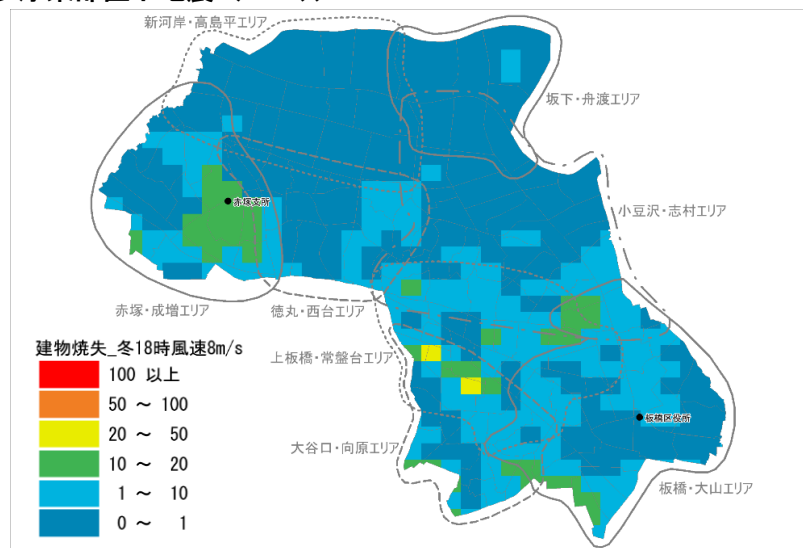 新河岸・高島平エリア
坂下・舟渡エリア
赤塚支所
小豆沢・志村エリア
赤塚・成増エリア
徳丸・西台エリア
建物焼失_冬18時風速8m/s
上板橋・常盤台エリア
100 以上
50 ～ 100
20 ～ 50
板橋区役所
大谷口・向原エリア
10 ～ 20
板橋・大山エリア
1 ～ 10
0 ～ 1